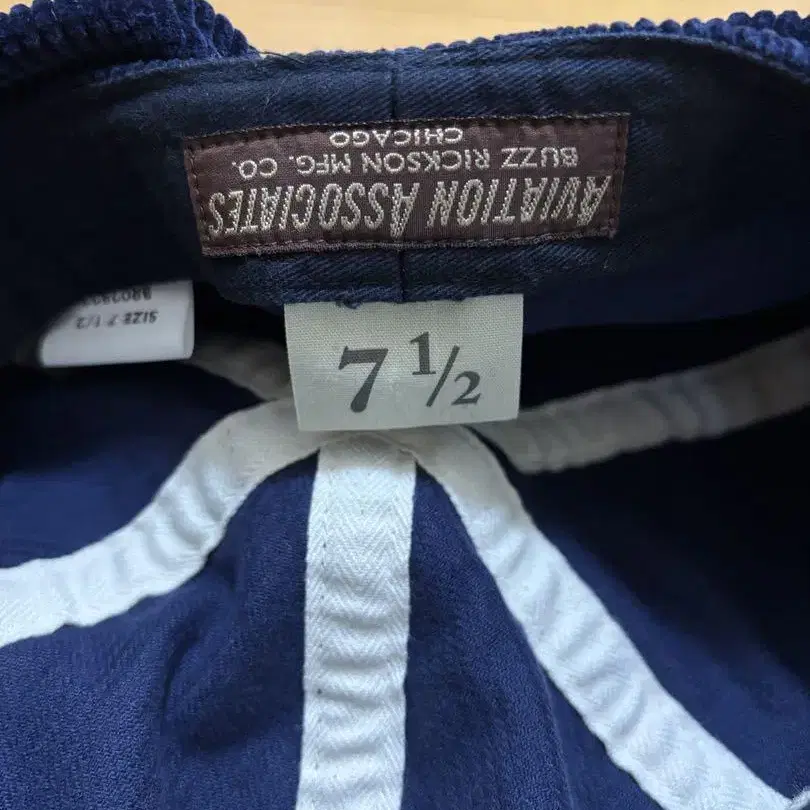 AVIATION ASSOCIATES
BUZZ RICKSON MFG. CO.
CHICAGO
7 1/2
SIZE 7 1/2